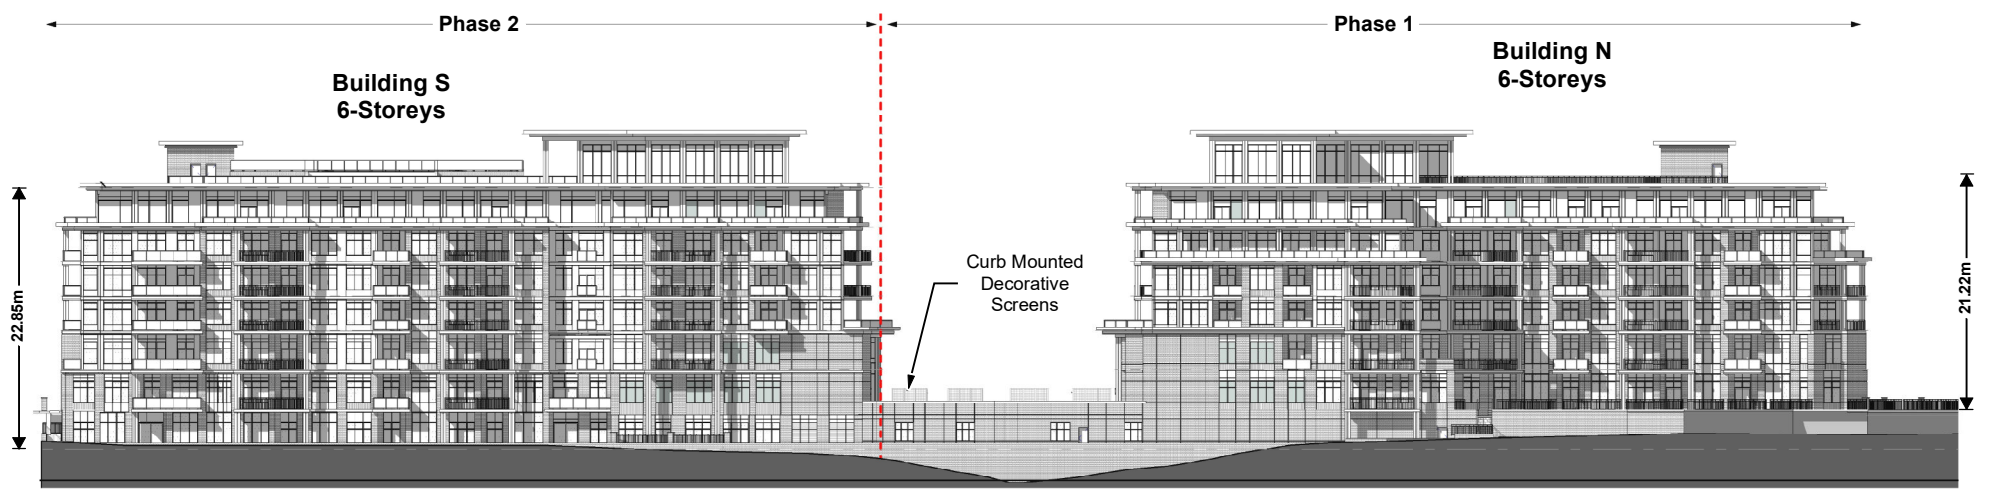 Phase 2
Phase 1
Building S
6-Storeys
Building N
6-Storeys
Curb Mounted
Decorative
Screens
22.85m
21.22m